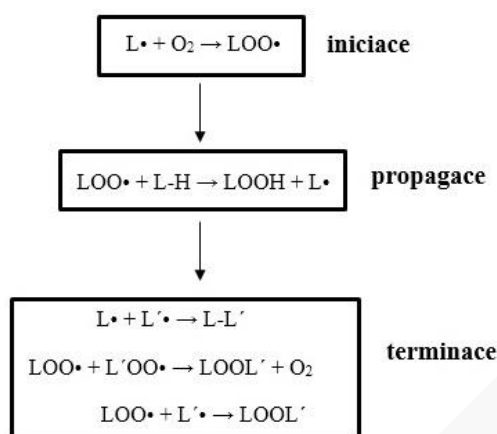 L• + O₂ → LOO•
iniciace
LOO• + L-H → LOOH + L•
propagace
L• + L´• → L-L´
LOO• + L´OO• → LOOL´ + O₂
LOO• + L´• → LOOL´
terminace